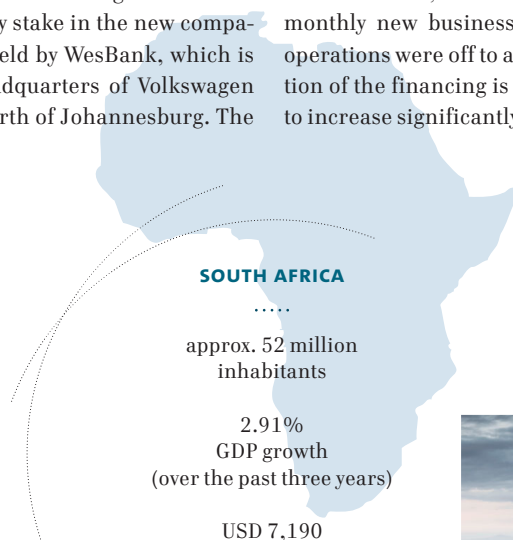 y stake in the new compa-
eld by WesBank, which is
dquarters of Volkswagen
rth of Johannesburg. The
monthly new business
operations were off to a
tion of the financing is
to increase significantly
SOUTH AFRICA
.....
approx. 52 million
inhabitants
2.91%
GDP growth
(over the past three years)
USD 7,190